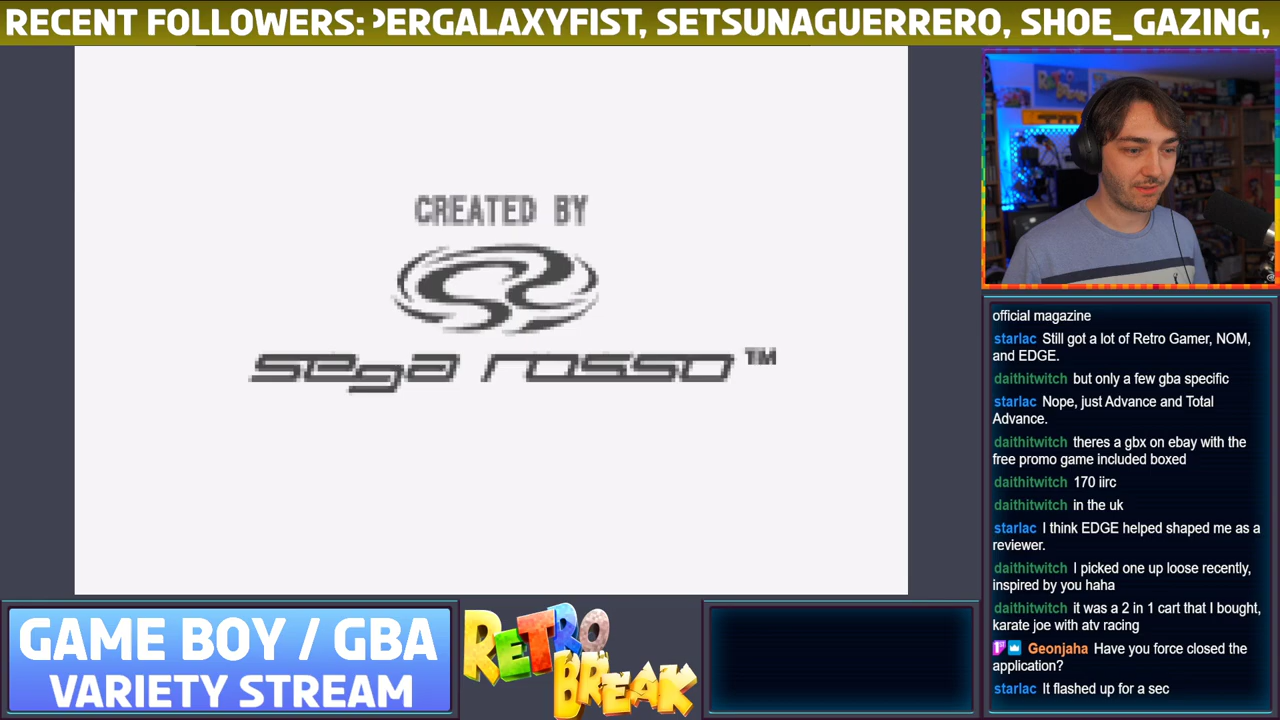 RECENT FOLLOWERS: PERGALAXYFIST, SETSUNAGUERRERO, SHOE_GAZING,
CREATED BY
sega rosso™
official magazine
starlac Still got a lot of Retro Gamer, NOM,
and EDGE.
daithitwitch but only a few gba specific
starlac Nope, just Advance and Total
Advance.
daithitwitch theres a gbx on ebay with the
free promo game included boxed
daithitwitch 170 iirc
daithitwitch in the uk
starlac I think EDGE helped shaped me as a
reviewer.
daithitwitch I picked one up loose recently,
inspired by you haha
daithitwitch it was a 2 in 1 cart that I bought,
karate joe with atv racing
Geonjaha Have you force closed the
application?
starlac It flashed up for a sec
GAME BOY / GBA
VARIETY STREAM
RETRO
BREAK